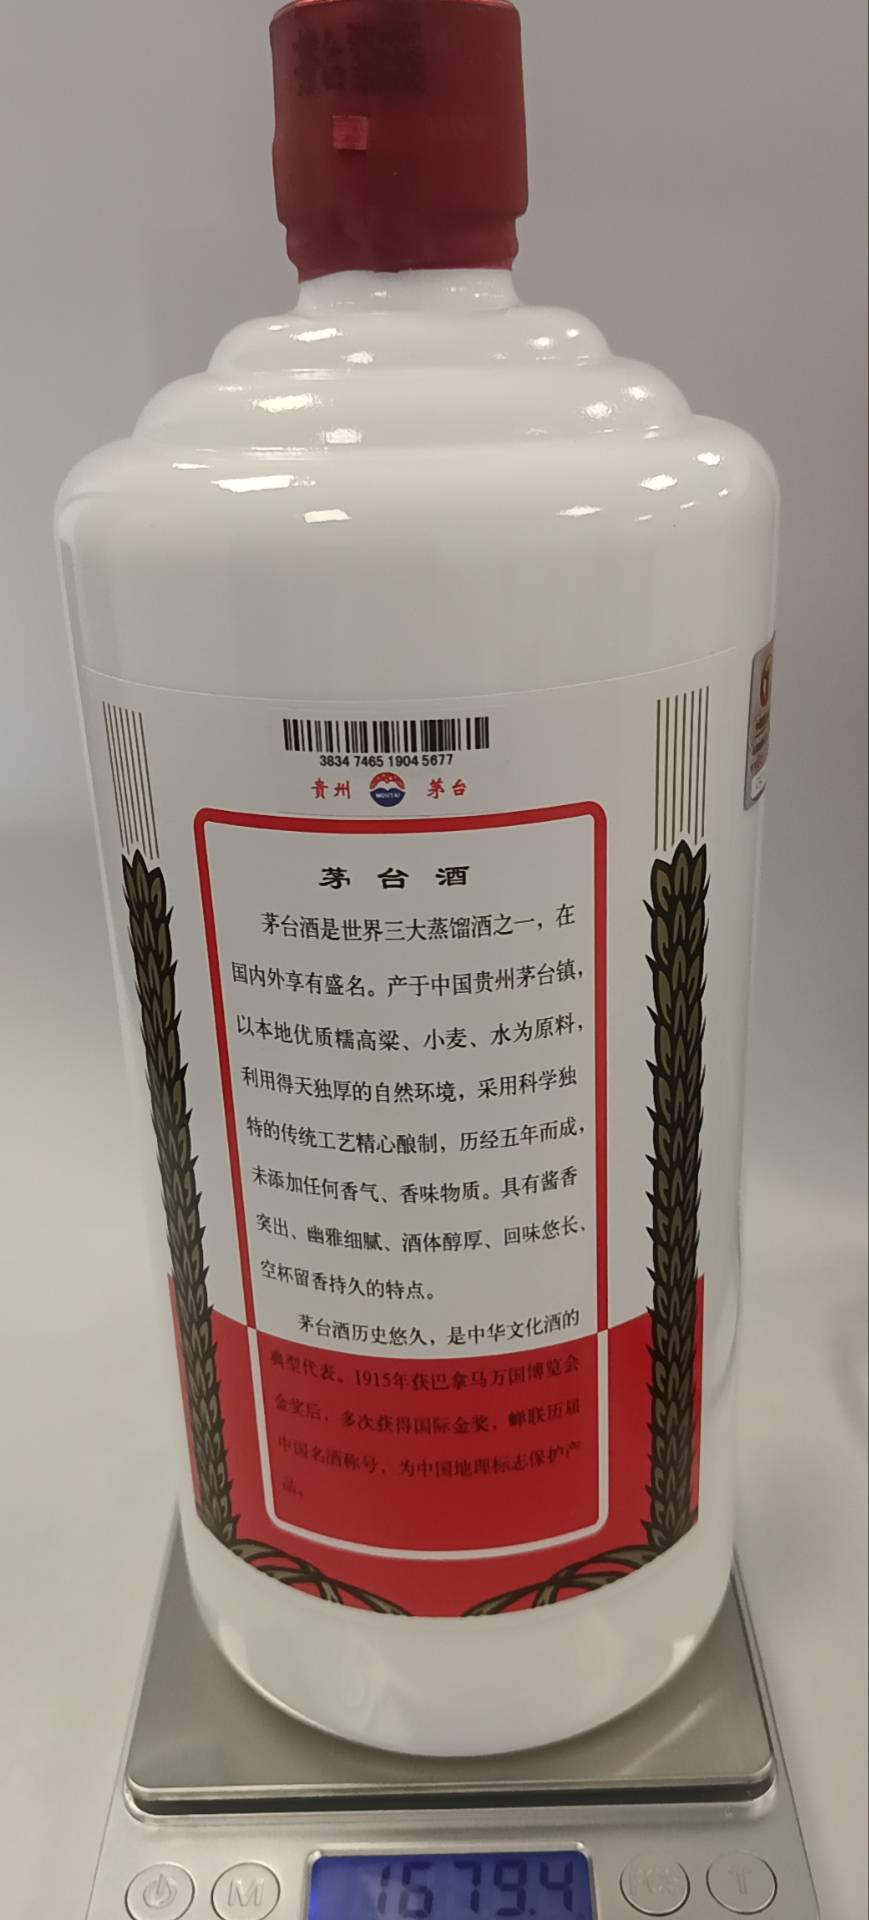 茅台
3834 7465 1904 5677
貴州 MOUTAI 茅台
茅台酒
茅台酒是世界三大蒸馏酒之一，在
国内外享有盛名。产于中国贵州茅台镇，
以本地优质糯高粱、小麦、水为原料，
利用得天独厚的自然环境，采用科学独
特的传统工艺精心酿制，历经五年而成，
未添加任何香气、香味物质。具有酱香
突出、幽雅细腻、酒体醇厚、回味悠长、
空杯留香持久的特点。
茅台酒历史悠久，是中华文化酒的
典型代表。1915年获巴拿马万国博览会
金奖后，多次获得国际金奖，蝉联历届
中国名酒称号，为中国地理标志保护产
品。
1679.4
M
PCS
T